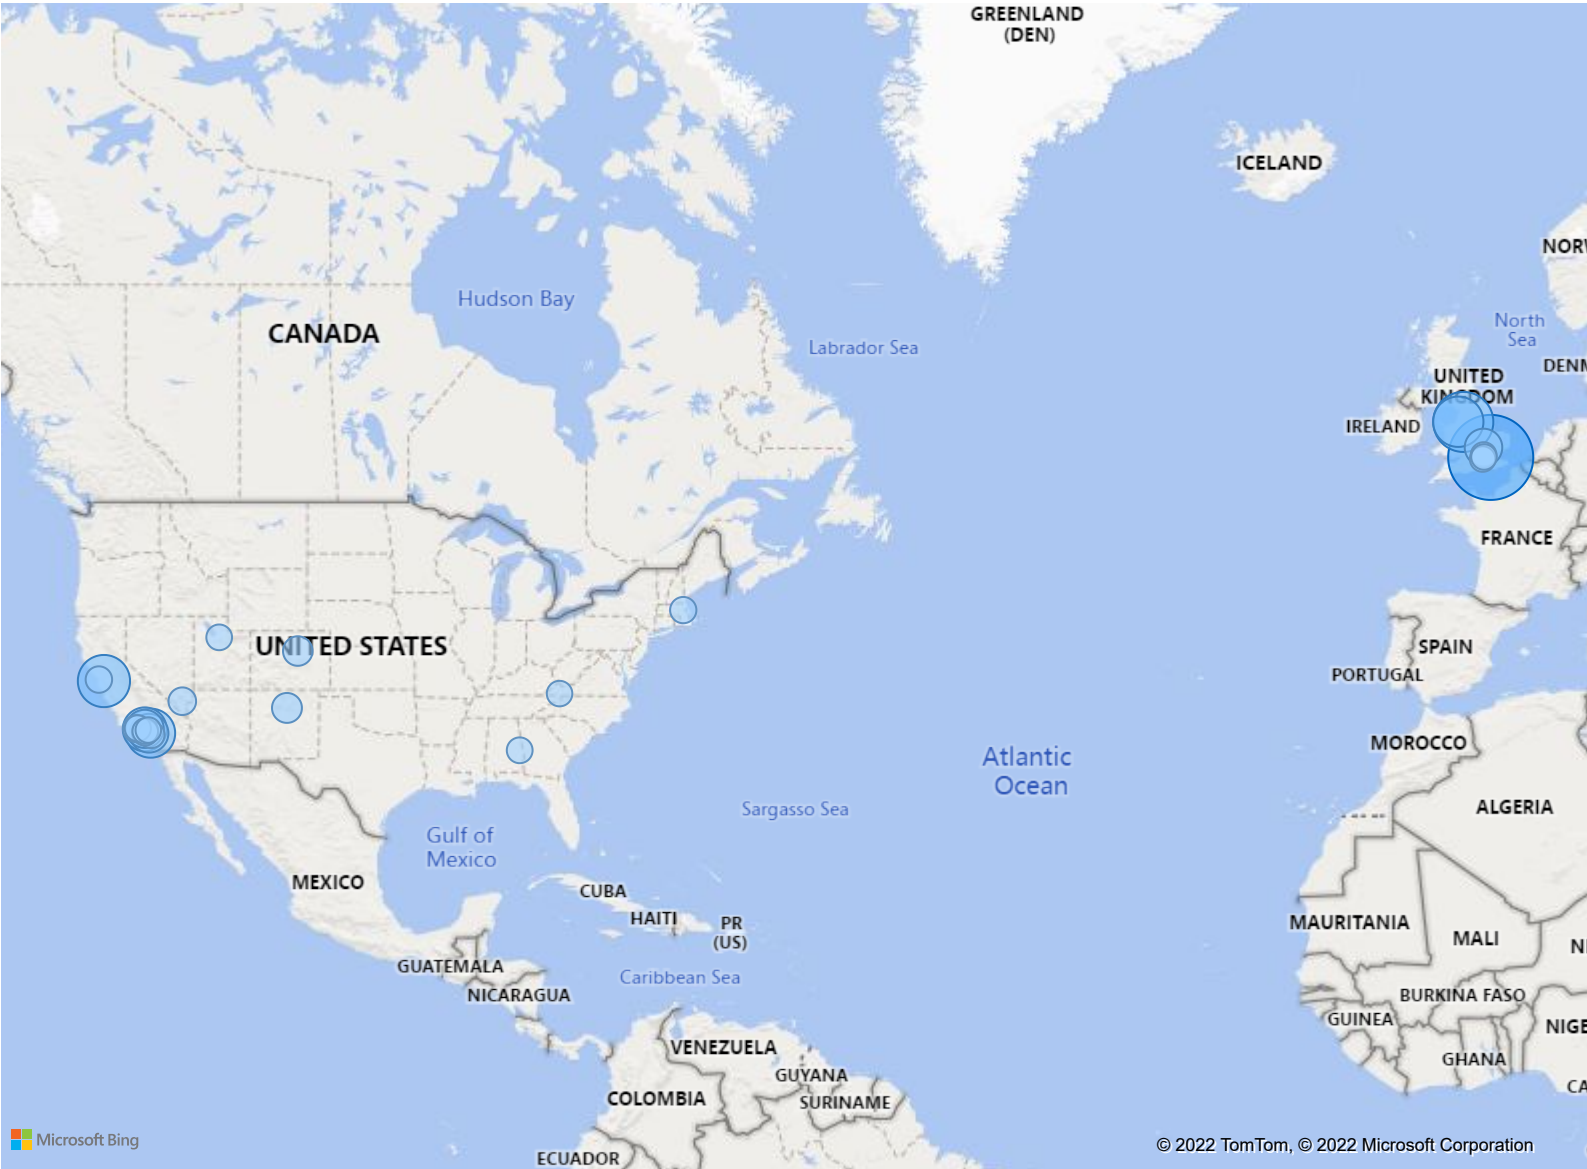 GREENLAND
(DEN)
ICELAND
Hudson Bay
CANADA
Labrador Sea
North
Sea
UNITED
KINGDOM
IRELAND
FRANCE
UNITED STATES
SPAIN
PORTUGAL
MOROCCO
Atlantic
Ocean
ALGERIA
Sargasso Sea
Gulf of
Mexico
MEXICO
CUBA
HAITI
PR
(US)
MAURITANIA
MALI
NI
GUATEMALA
Caribbean Sea
NICARAGUA
BURKINA FASO
GUINEA
NIGE
VENEZUELA
GHANA
GUYANA
CA
COLOMBIA
SURINAME
Microsoft Bing
© 2022 TomTom, © 2022 Microsoft Corporation
ECUADOR